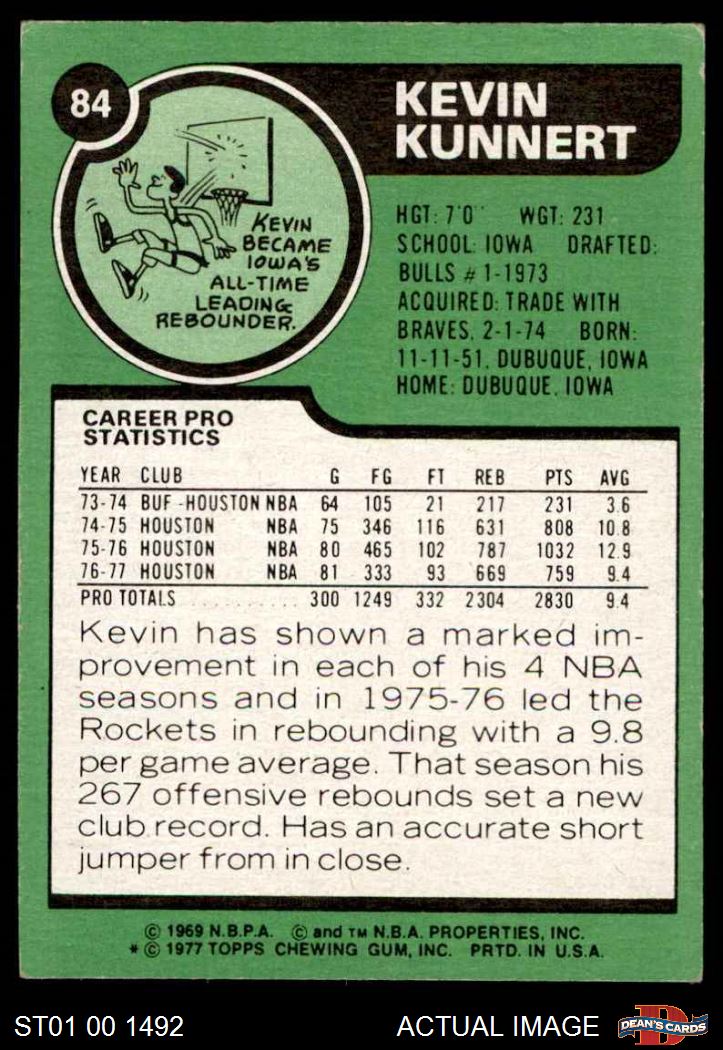 84
KEVIN
KUNNERT
KEVIN
BECAME
IOWA'S
ALL-TIME
LEADING
REBOUNDER.
HGT: 7'0" WGT: 231
SCHOOL: IOWA DRAFTED:
BULLS # 1-1973
ACQUIRED: TRADE WITH
BRAVES, 2-1-74 BORN:
11-11-51, DUBUQUE, IOWA
HOME: DUBUQUE, IOWA
CAREER PRO
STATISTICS
YEAR CLUB G FG FT REB PTS AVG
73-74 BUF.-HOUSTON NBA 64 105 21 217 231 3.6
74-75 HOUSTON NBA 75 346 116 631 808 10.8
75-76 HOUSTON NBA 80 465 102 787 1032 12.9
76-77 HOUSTON NBA 81 333 93 669 759 9.4
PRO TOTALS .......... 300 1249 332 2304 2830 9.4
Kevin has shown a marked im-
provement in each of his 4 NBA
seasons and in 1975-76 led the
Rockets in rebounding with a 9.8
per game average. That season his
267 offensive rebounds set a new
club record. Has an accurate short
jumper from in close.
© 1969 N.B.P.A. © and TM N.B.A. PROPERTIES, INC.
* © 1977 TOPPS CHEWING GUM, INC. PRTD. IN U.S.A.
ST01 00 1492 ACTUAL IMAGE
D
DEAN'S CARDS